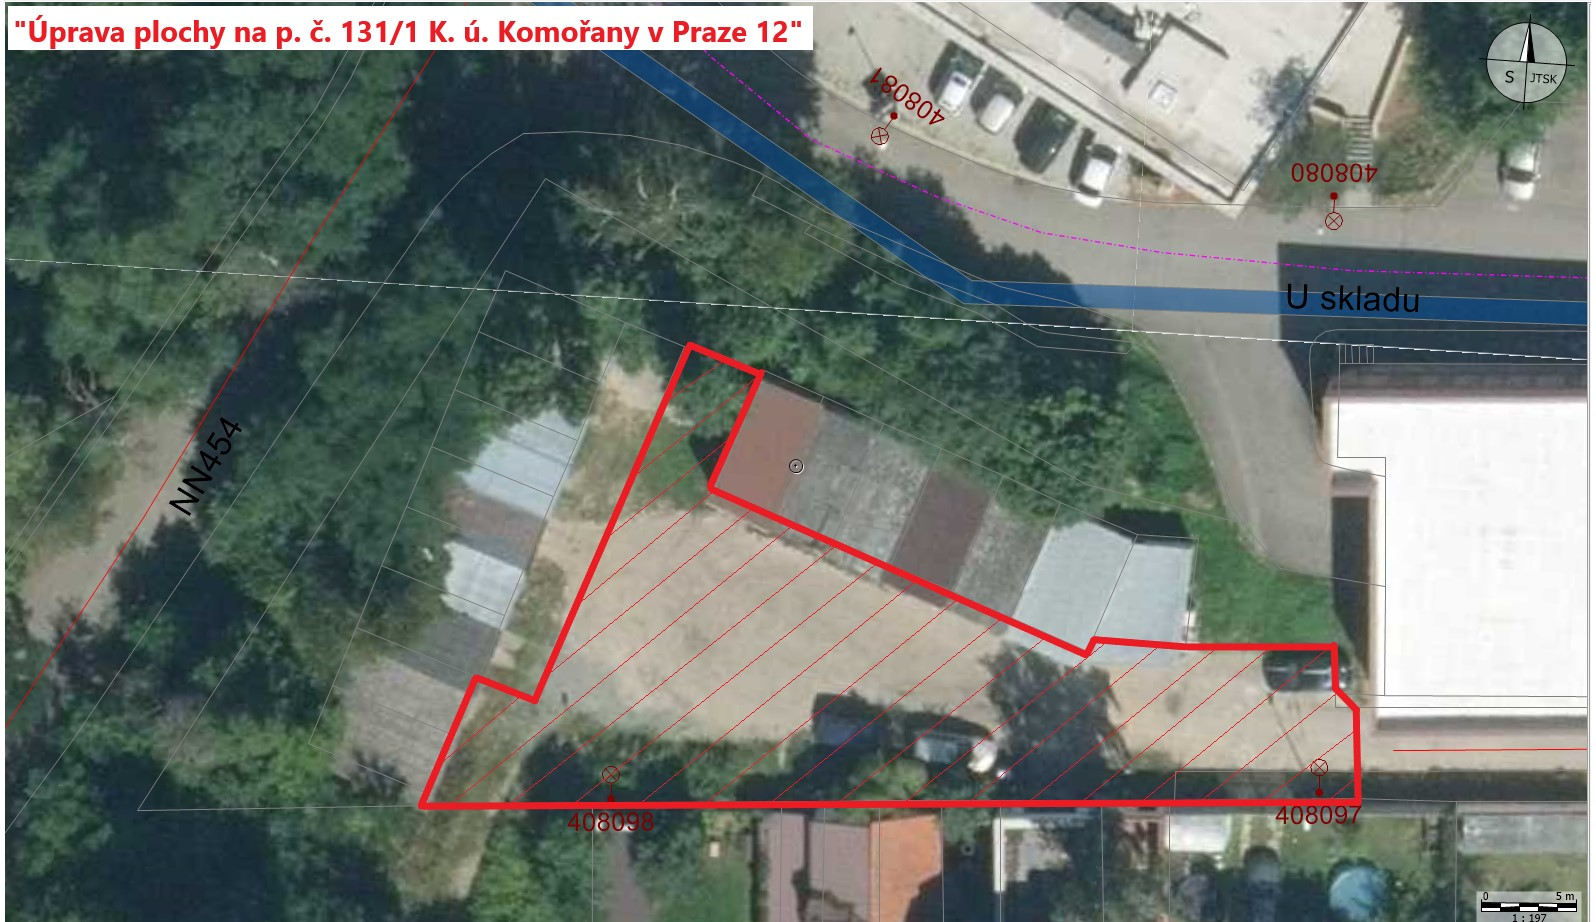 "Úprava plochy na p. č. 131/1 K. ú. Komořany v Praze 12"
S JTSK
408081
408080
U skladu
NN454
408098
408097
0 5 m
1 : 197